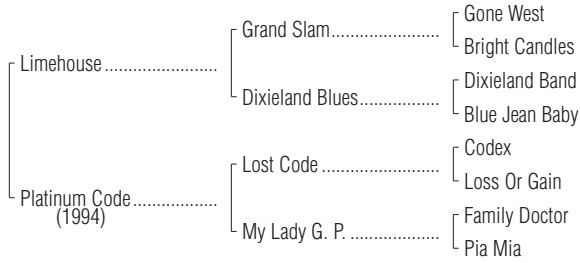 Gone West
Grand Slam
Bright Candles
Limehouse
Dixieland Band
Dixieland Blues
Blue Jean Baby
Codex
Lost Code
Loss Or Gain
Platinum Code
(1994)
Family Doctor
My Lady G. P.
Pia Mia